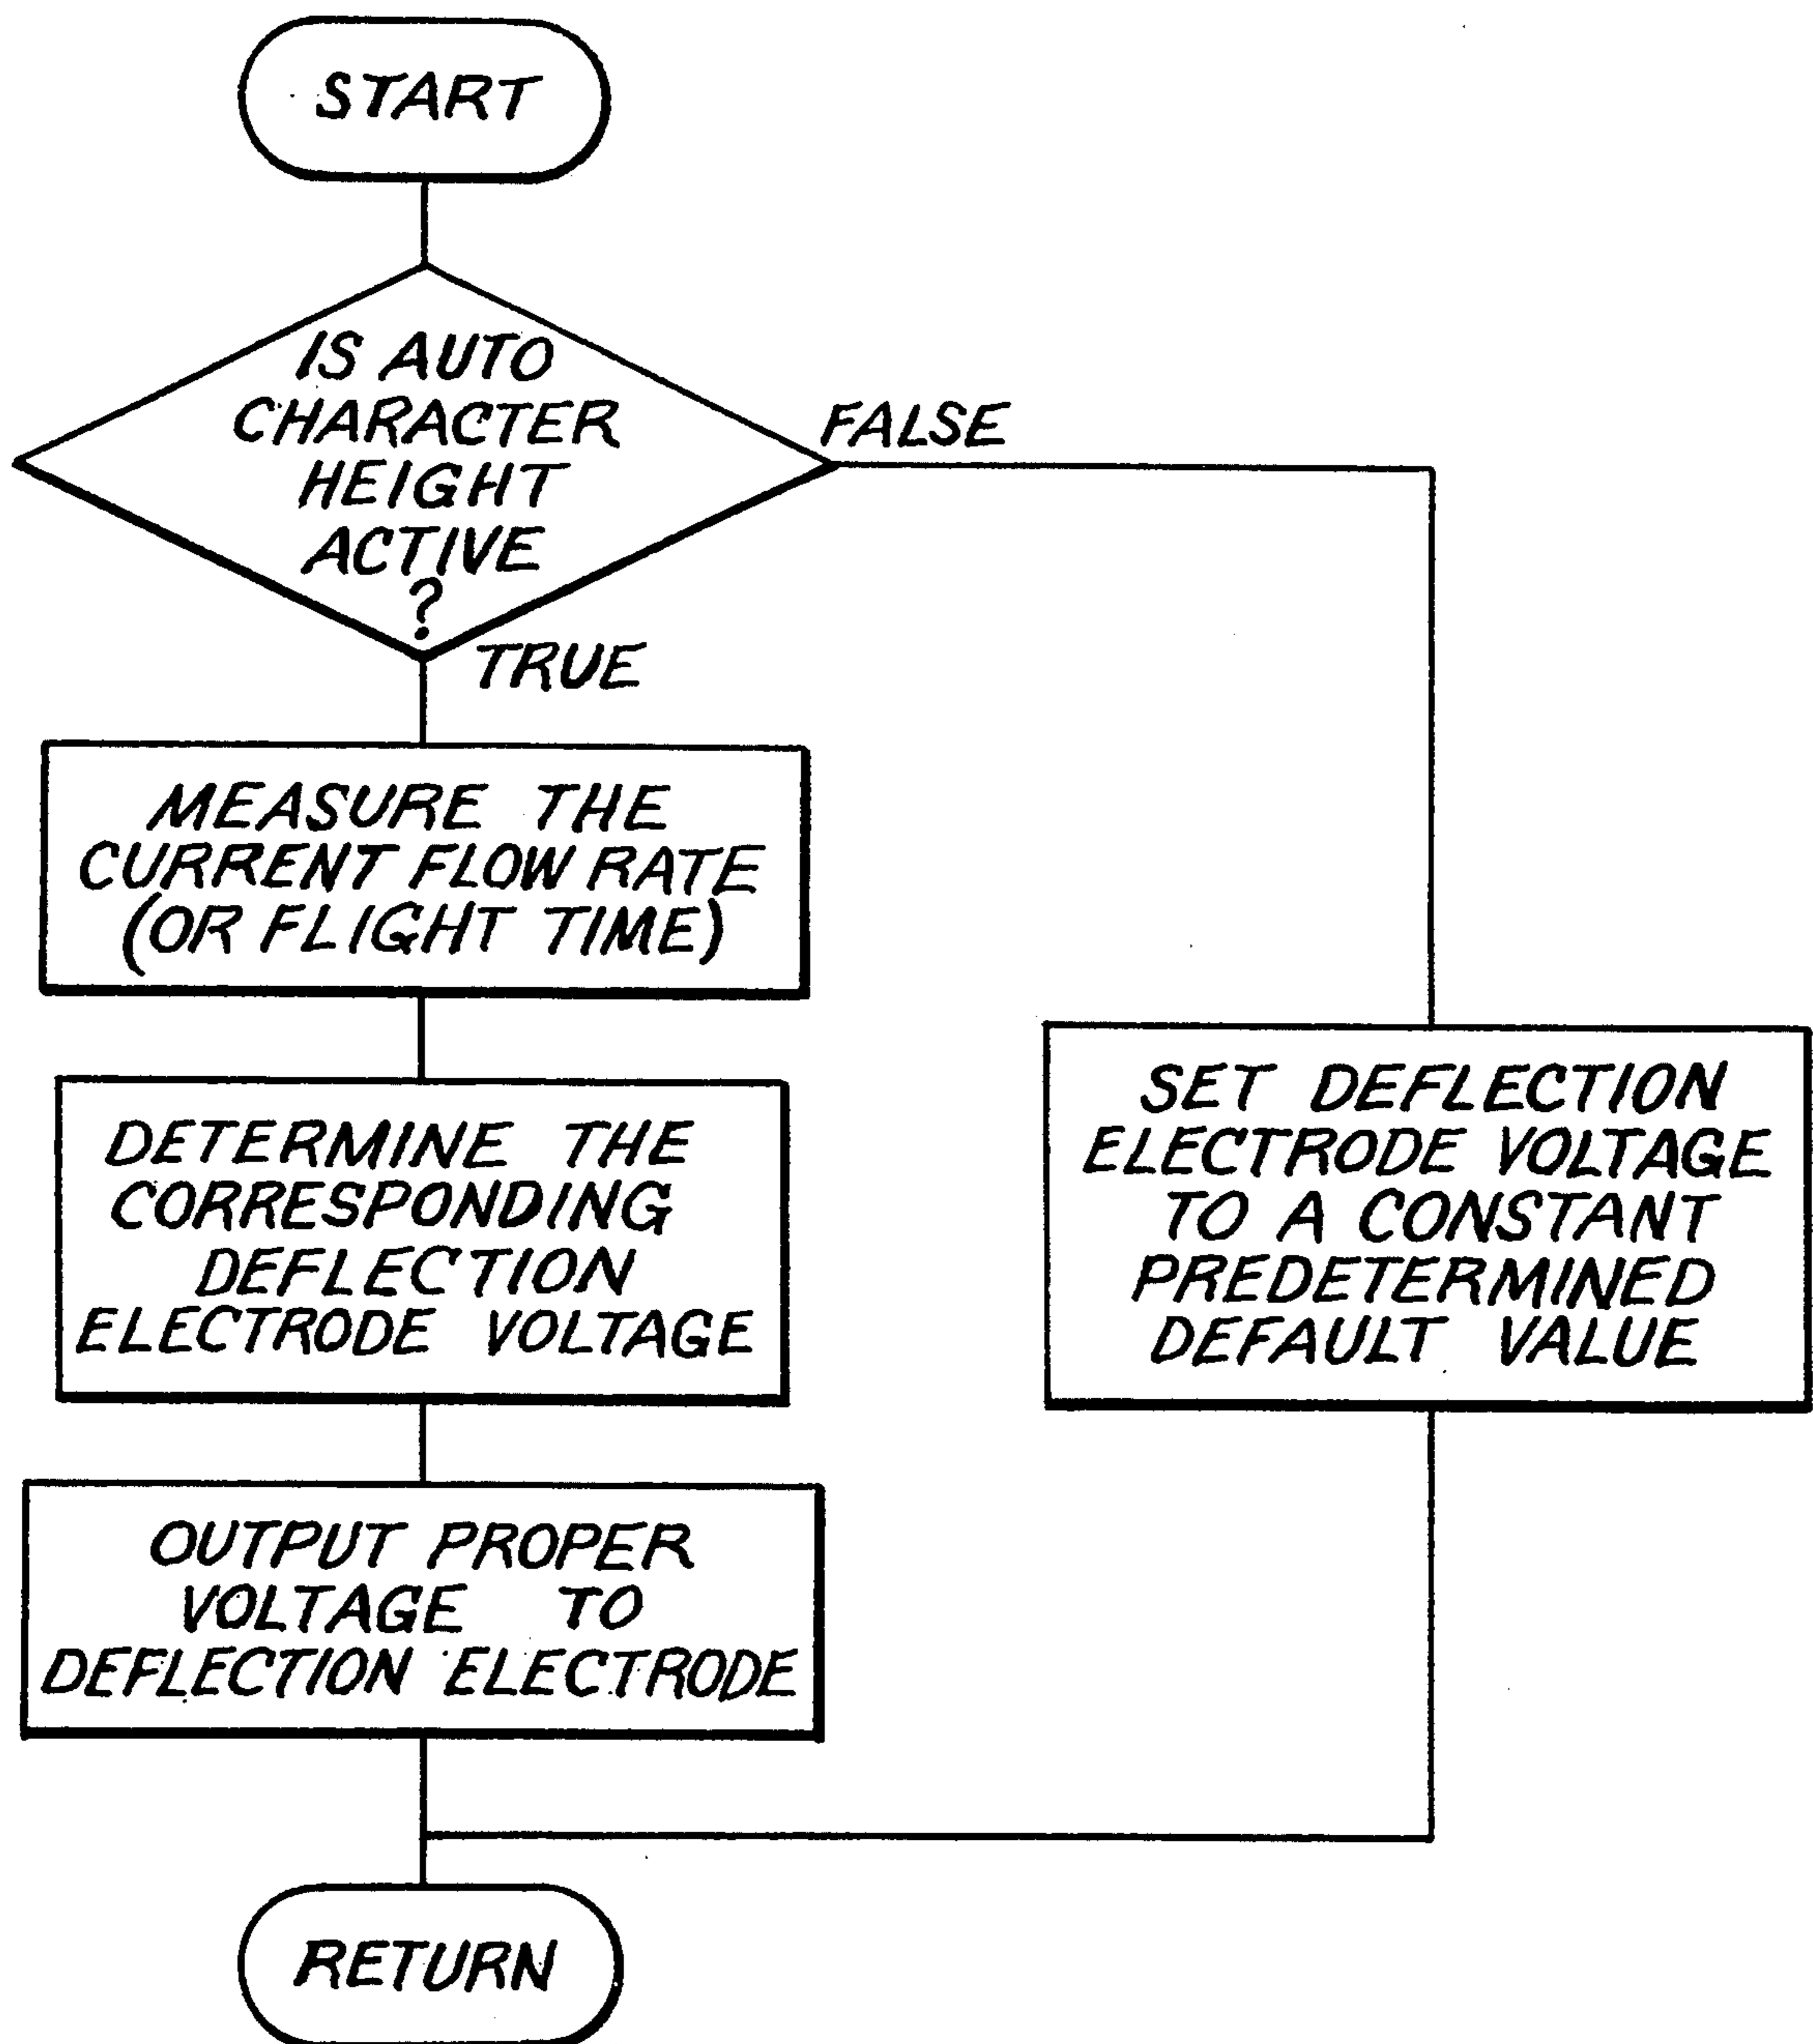 START
IS AUTO
CHARACTER
HEIGHT
ACTIVE
?
FALSE
TRUE
MEASURE THE
CURRENT FLOW RATE
(OR FLIGHT TIME)
DETERMINE THE
CORRESPONDING
DEFLECTION
ELECTRODE VOLTAGE
OUTPUT PROPER
VOLTAGE TO
DEFLECTION ELECTRODE
SET DEFLECTION
ELECTRODE VOLTAGE
TO A CONSTANT
PREDETERMINED
DEFAULT VALUE
RETURN